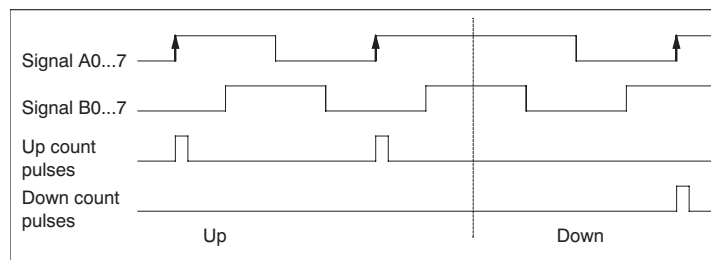 Signal A0...7
Signal B0...7
Up count
pulses
Down count
pulses
Up
Down